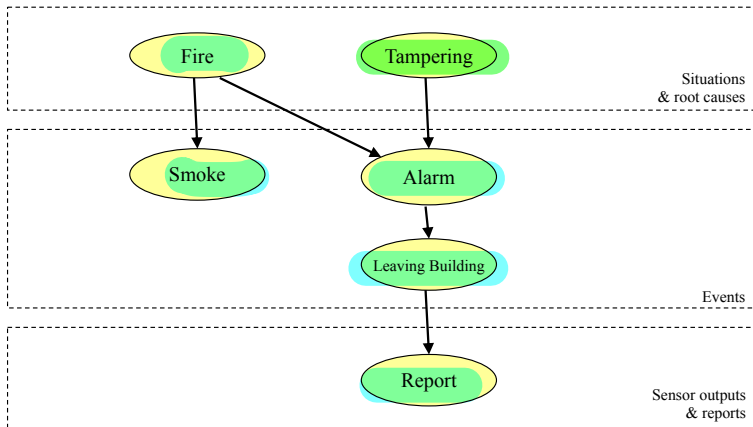 Fire
Tampering
Situations
& root causes
Smoke
Alarm
Leaving Building
Events
Report
Sensor outputs
& reports